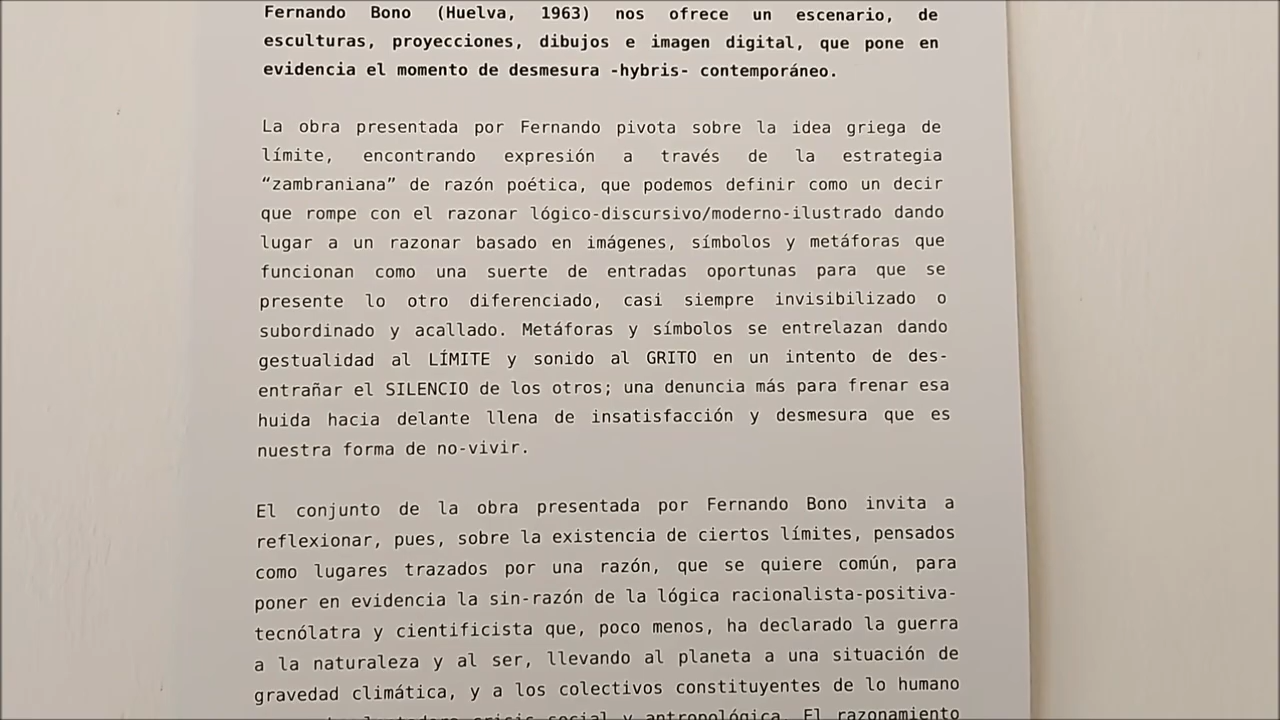 Fernando Bono (Huelva, 1963) nos ofrece un escenario, de
esculturas, proyecciones, dibujos e imagen digital, que pone en
evidencia el momento de desmesura -hybris- contemporáneo.
La obra presentada por Fernando pivota sobre la idea griega de
límite, encontrando expresión a través de la estrategia
“zambraniana” de razón poética, que podemos definir como un decir
que rompe con el razonar lógico-discursivo/moderno-ilustrado dando
lugar a un razonar basado en imágenes, símbolos y metáforas que
funcionan como una suerte de entradas oportunas para que se
presente lo otro diferenciado, casi siempre invisibilizado o
subordinado y acallado. Metáforas y símbolos se entrelazan dando
gestualidad al LÍMITE y sonido al GRITO en un intento de des-
entrañar el SILENCIO de los otros; una denuncia más para frenar esa
huida hacia delante llena de insatisfacción y desmesura que es
nuestra forma de no-vivir.
El conjunto de la obra presentada por Fernando Bono invita a
reflexionar, pues, sobre la existencia de ciertos límites, pensados
como lugares trazados por una razón, que se quiere común, para
poner en evidencia la sin-razón de la lógica racionalista-positiva-
tecnólatra y cientificista que, poco menos, ha declarado la guerra
a la naturaleza y al ser, llevando al planeta a una situación de
gravedad climática, y a los colectivos constituyentes de lo humano
crisis social y antropológica. El razonamiento